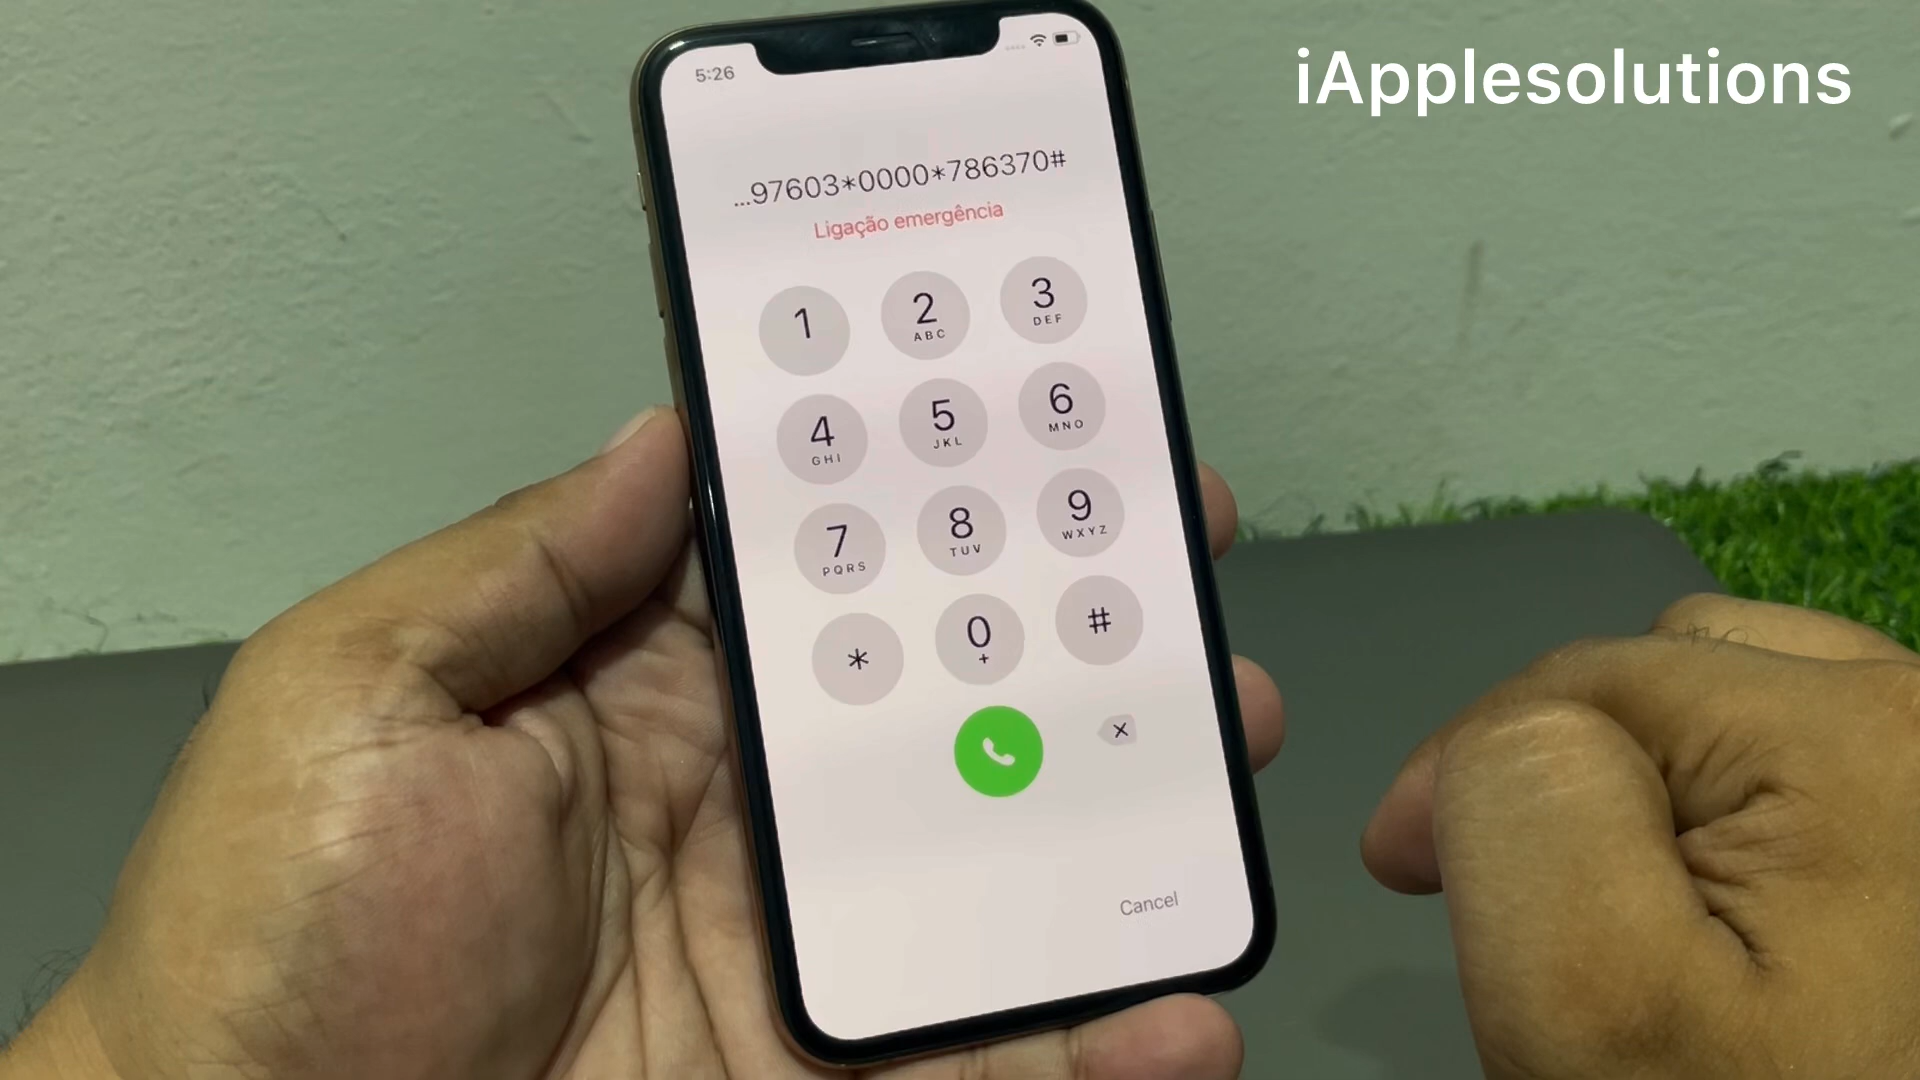 iApplesolutions
5:26
...97603*0000*786370#
Ligação emergência
1
2
ABC
3
DEF
4
GHI
5
JKL
6
MNO
7
PQRS
8
TUV
9
WXYZ
*
0
+
#
Cancel